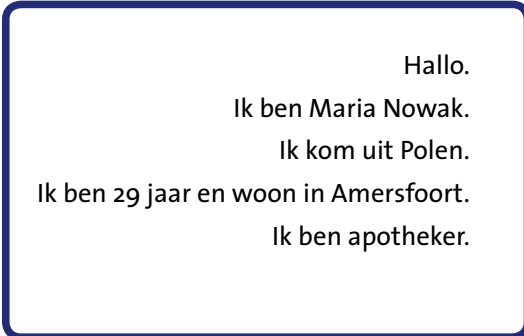 Hallo.
Ik ben Maria Nowak.
Ik kom uit Polen.
Ik ben 29 jaar en woon in Amersfoort.
Ik ben apotheker.